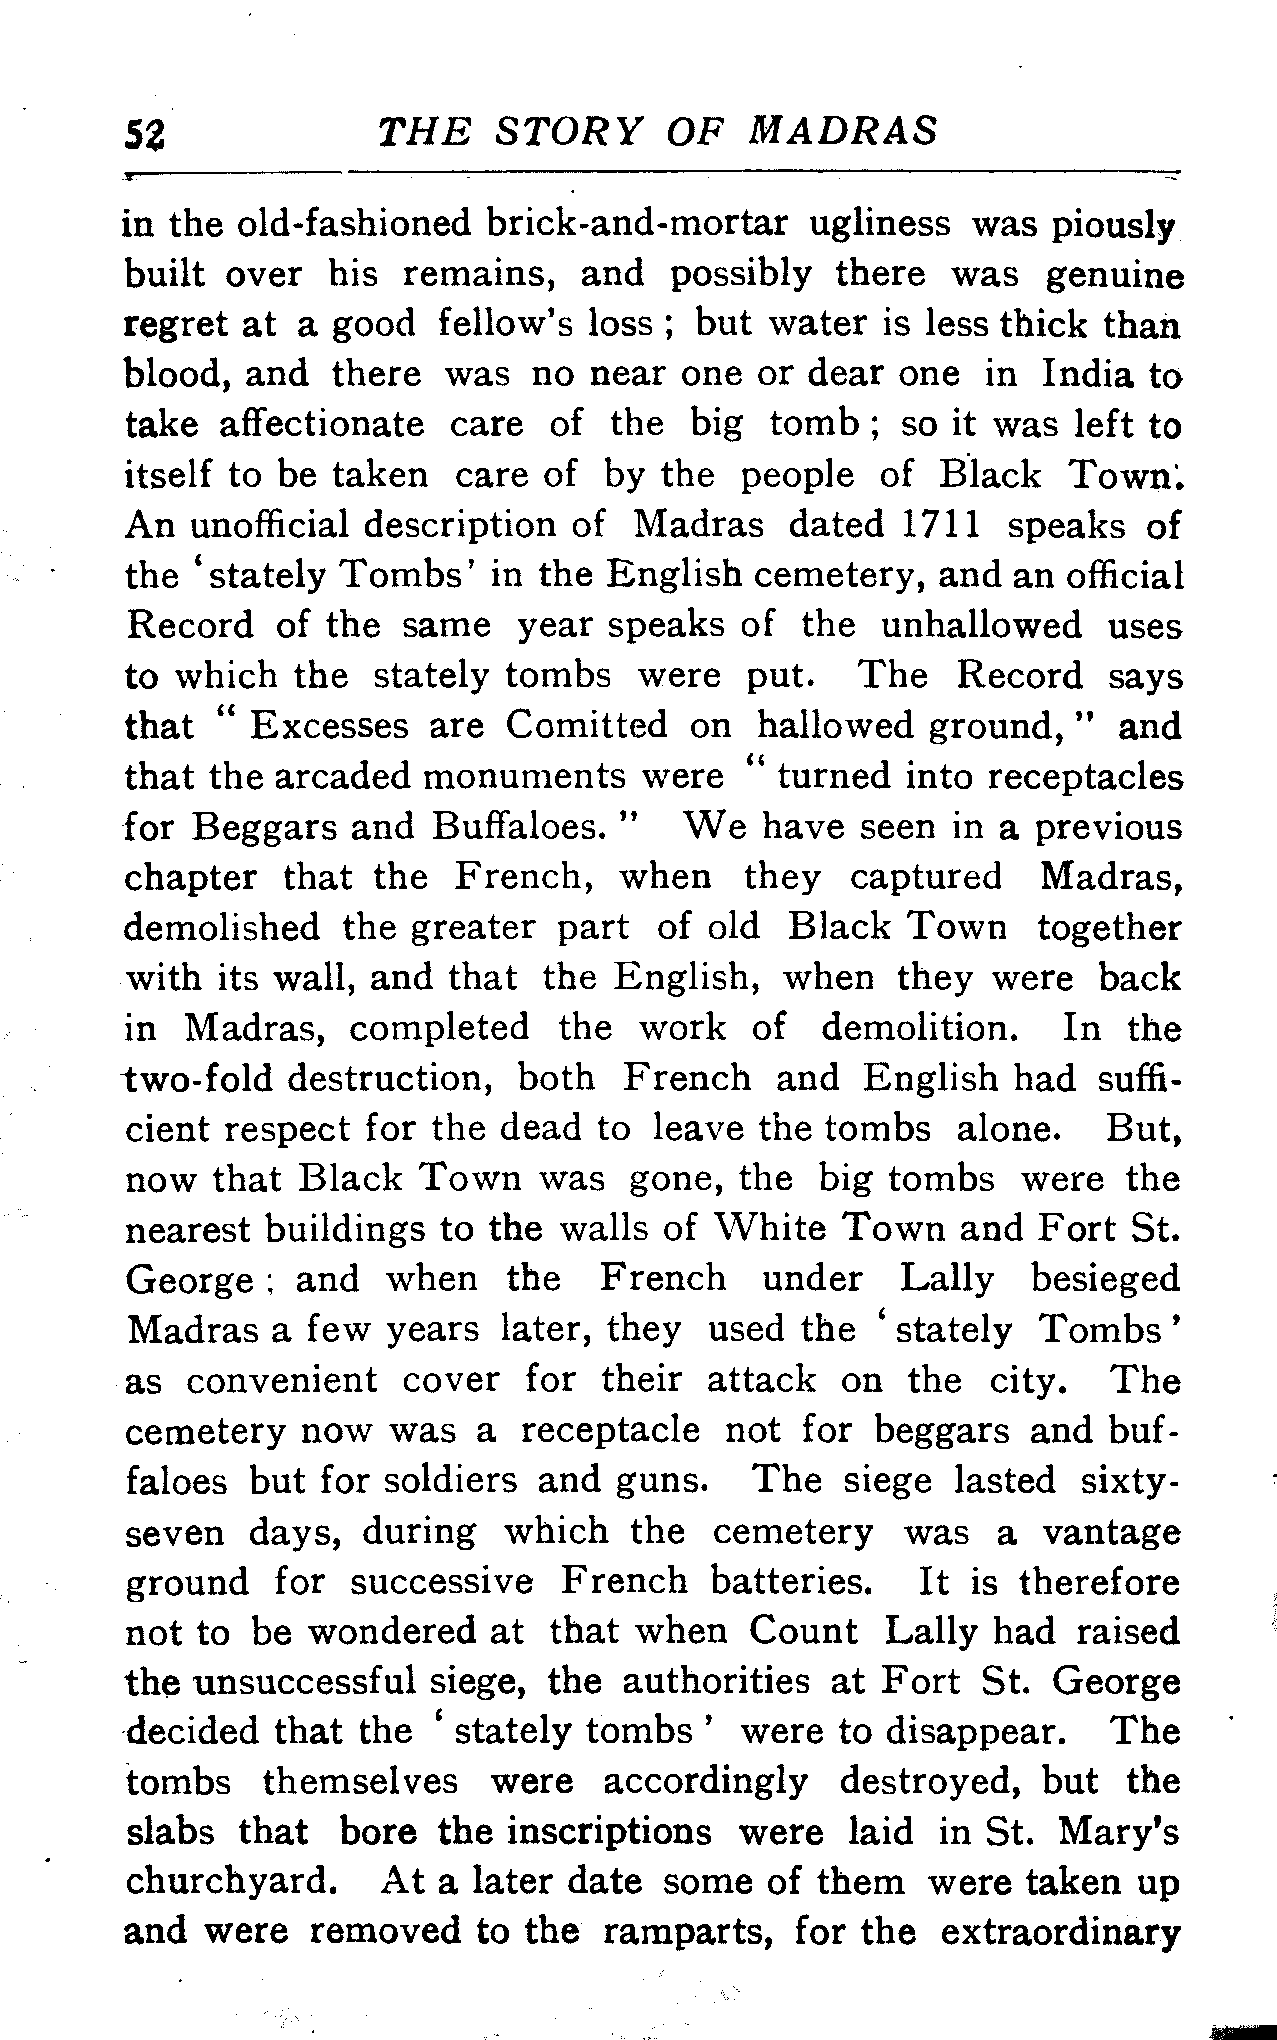 52 THE STORY OF MADRAS
in the old-fashioned brick-and-mortar ugliness was piously
built over his remains, and possibly there was genuine
regret at a good fellow's loss ; but water is less thick than
blood, and there was no near one or dear one in India to
take affectionate care of the big tomb ; so it was left to
itself to be taken care of by the people of Black Town.
An unofficial description of Madras dated 1711 speaks of
the ‘stately Tombs’ in the English cemetery, and an official
Record of the same year speaks of the unhallowed uses
to which the stately tombs were put. The Record says
that “ Excesses are Comitted on hallowed ground, ” and
that the arcaded monuments were “ turned into receptacles
for Beggars and Buffaloes. ” We have seen in a previous
chapter that the French, when they captured Madras,
demolished the greater part of old Black Town together
with its wall, and that the English, when they were back
in Madras, completed the work of demolition. In the
two-fold destruction, both French and English had suffi-
cient respect for the dead to leave the tombs alone. But,
now that Black Town was gone, the big tombs were the
nearest buildings to the walls of White Town and Fort St.
George ; and when the French under Lally besieged
Madras a few years later, they used the ‘ stately Tombs ’
as convenient cover for their attack on the city. The
cemetery now was a receptacle not for beggars and buf-
faloes but for soldiers and guns. The siege lasted sixty-
seven days, during which the cemetery was a vantage
ground for successive French batteries. It is therefore
not to be wondered at that when Count Lally had raised
the unsuccessful siege, the authorities at Fort St. George
decided that the ‘ stately tombs ’ were to disappear. The
tombs themselves were accordingly destroyed, but the
slabs that bore the inscriptions were laid in St. Mary's
churchyard. At a later date some of them were taken up
and were removed to the ramparts, for the extraordinary